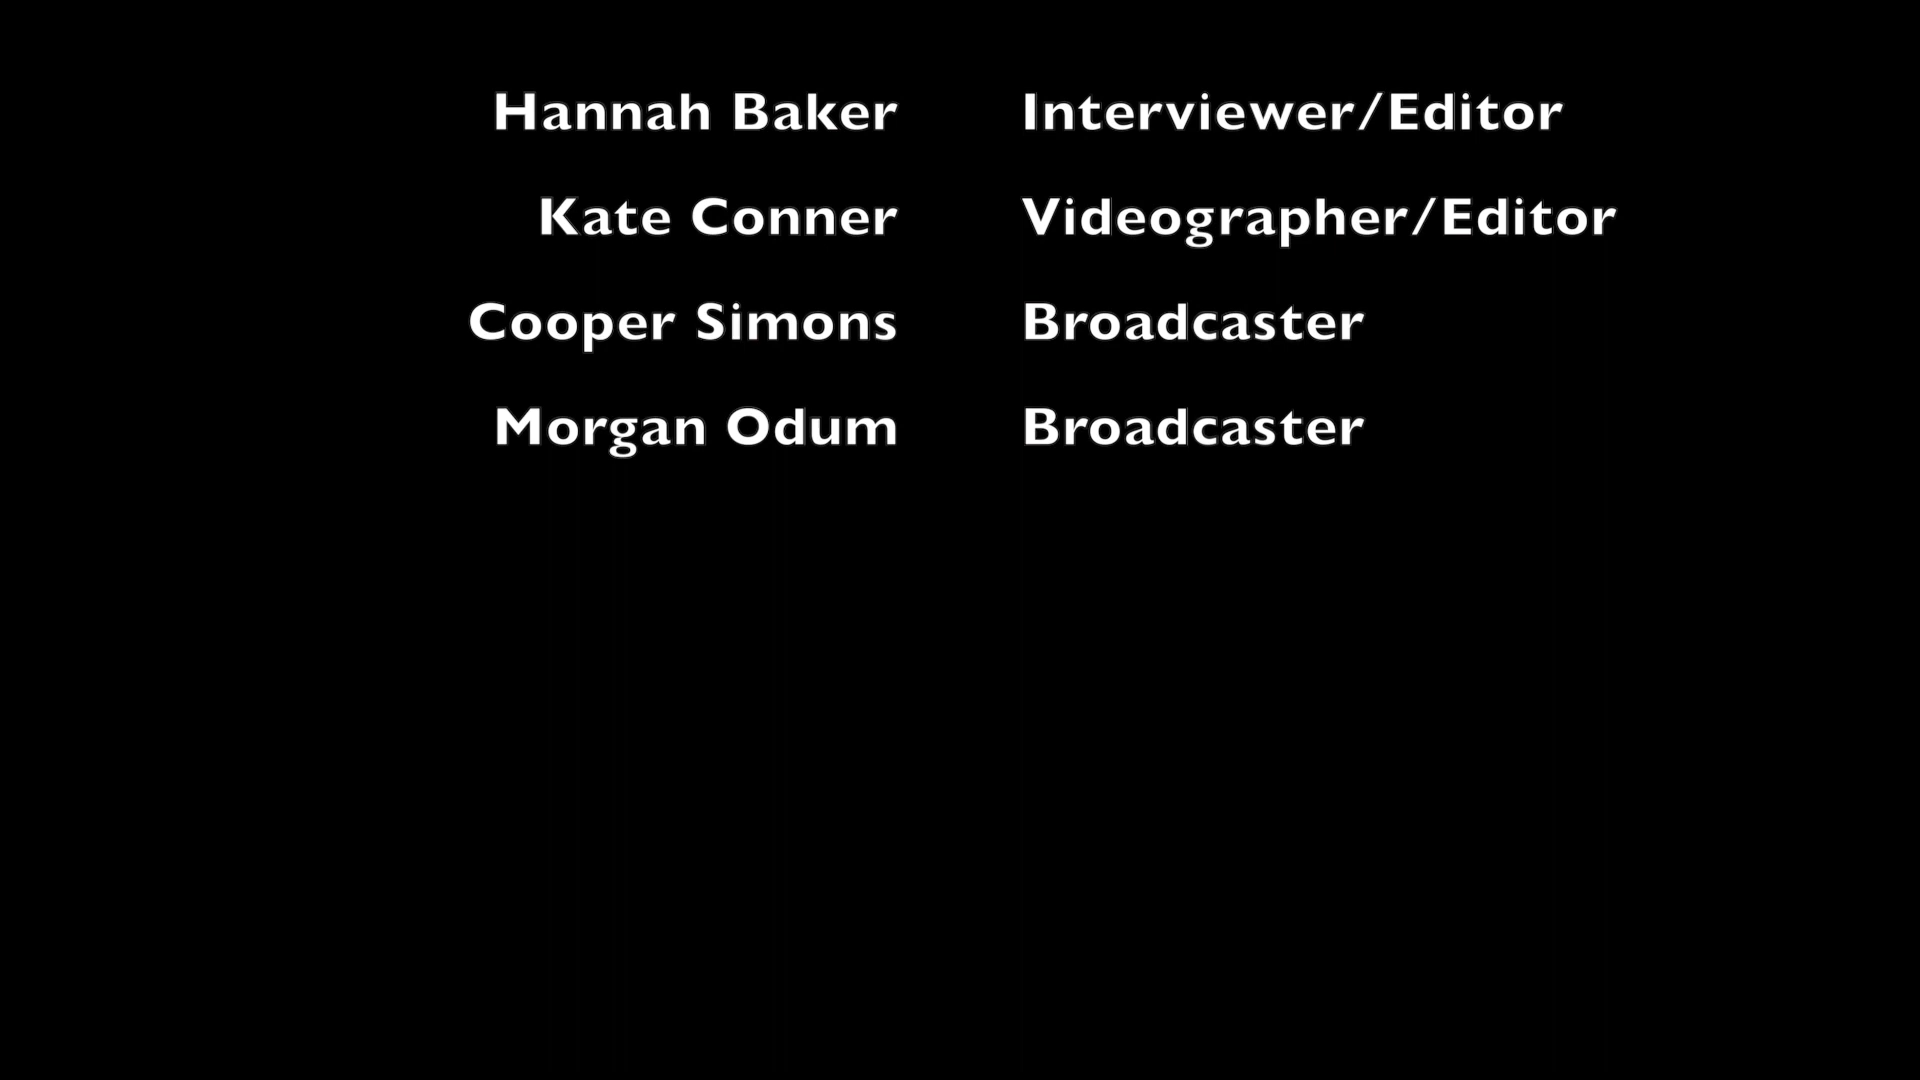 Hannah Baker Interviewer/Editor
Kate Conner Videographer/Editor
Cooper Simons Broadcaster
Morgan Odum Broadcaster